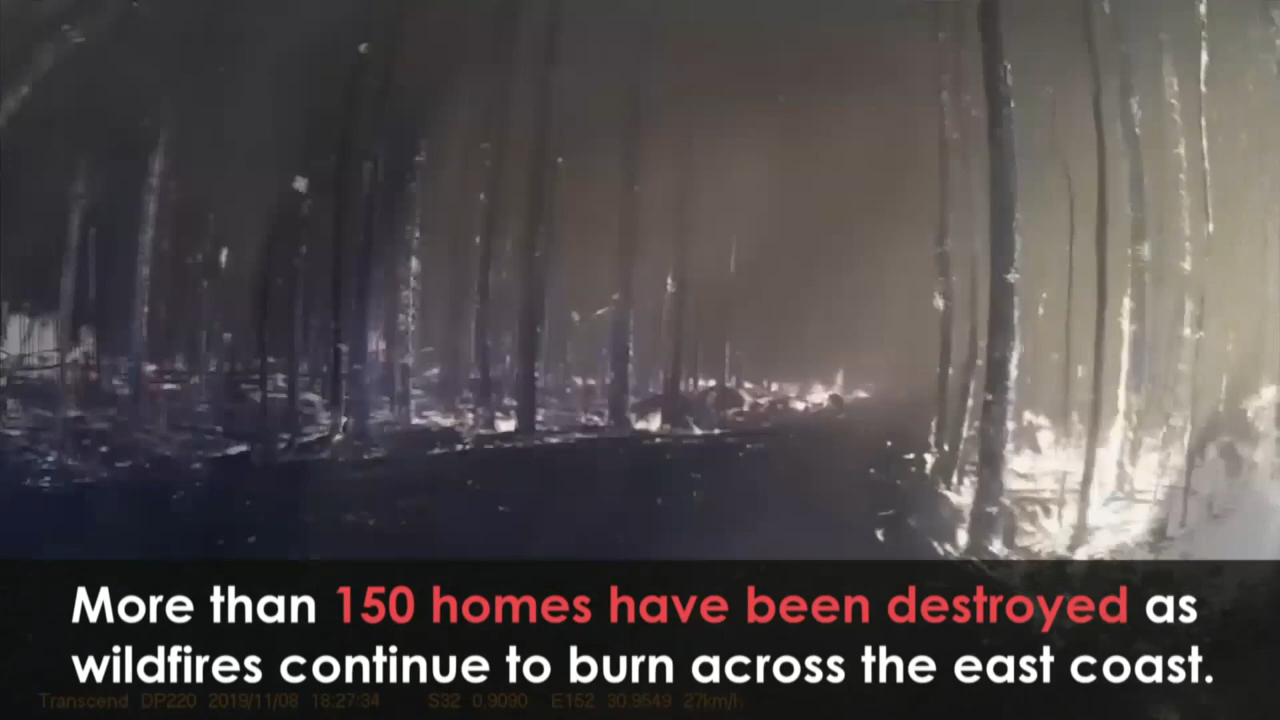 More than 150 homes have been destroyed as
wildfires continue to burn across the east coast.
Transcend DP220 2019/11/08 18:27:34 S32 0.9090 E152 30.9549 27km/h